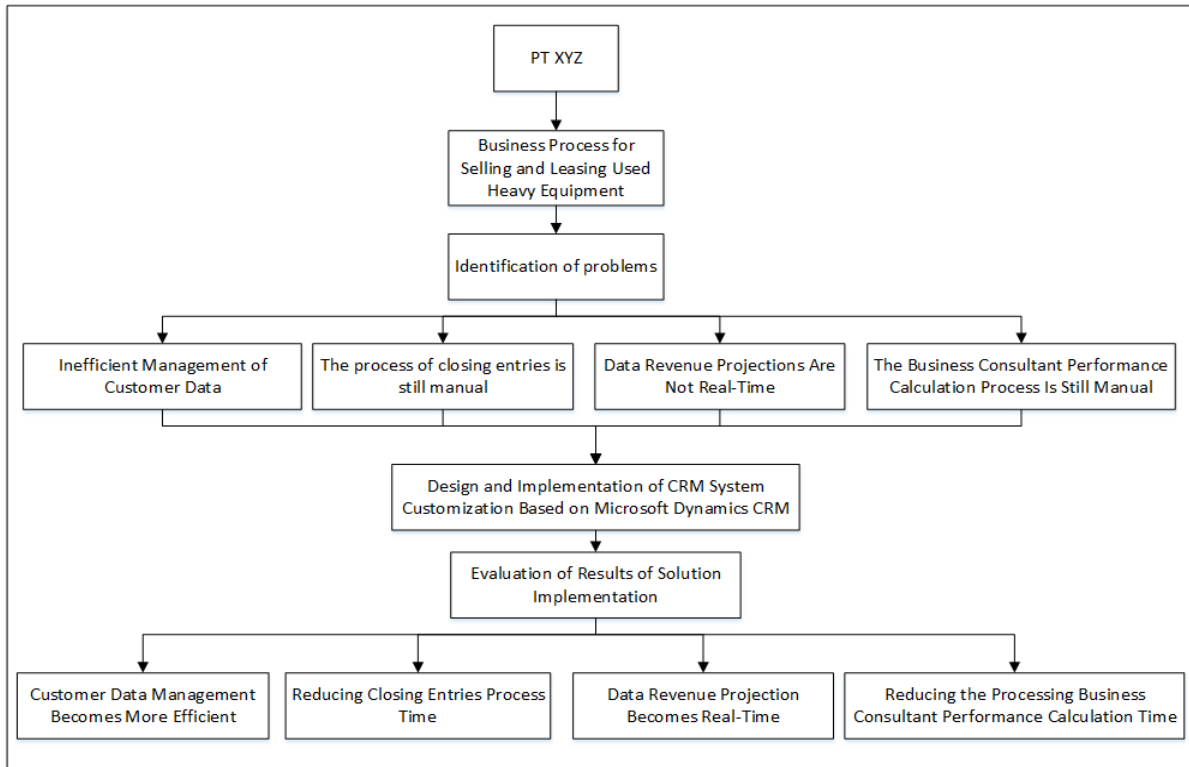 PT XYZ
Business Process for
Selling and Leasing Used
Heavy Equipment
Identification of problems
Inefficient Management of
Customer Data
The process of closing entries is
still manual
Data Revenue Projections Are
Not Real-Time
The Business Consultant Performance
Calculation Process Is Still Manual
Design and Implementation of CRM System
Customization Based on Microsoft Dynamics CRM
Evaluation of Results of Solution
Implementation
Customer Data Management
Becomes More Efficient
Reducing Closing Entries Process
Time
Data Revenue Projection
Becomes Real-Time
Reducing the Processing Business
Consultant Performance Calculation Time